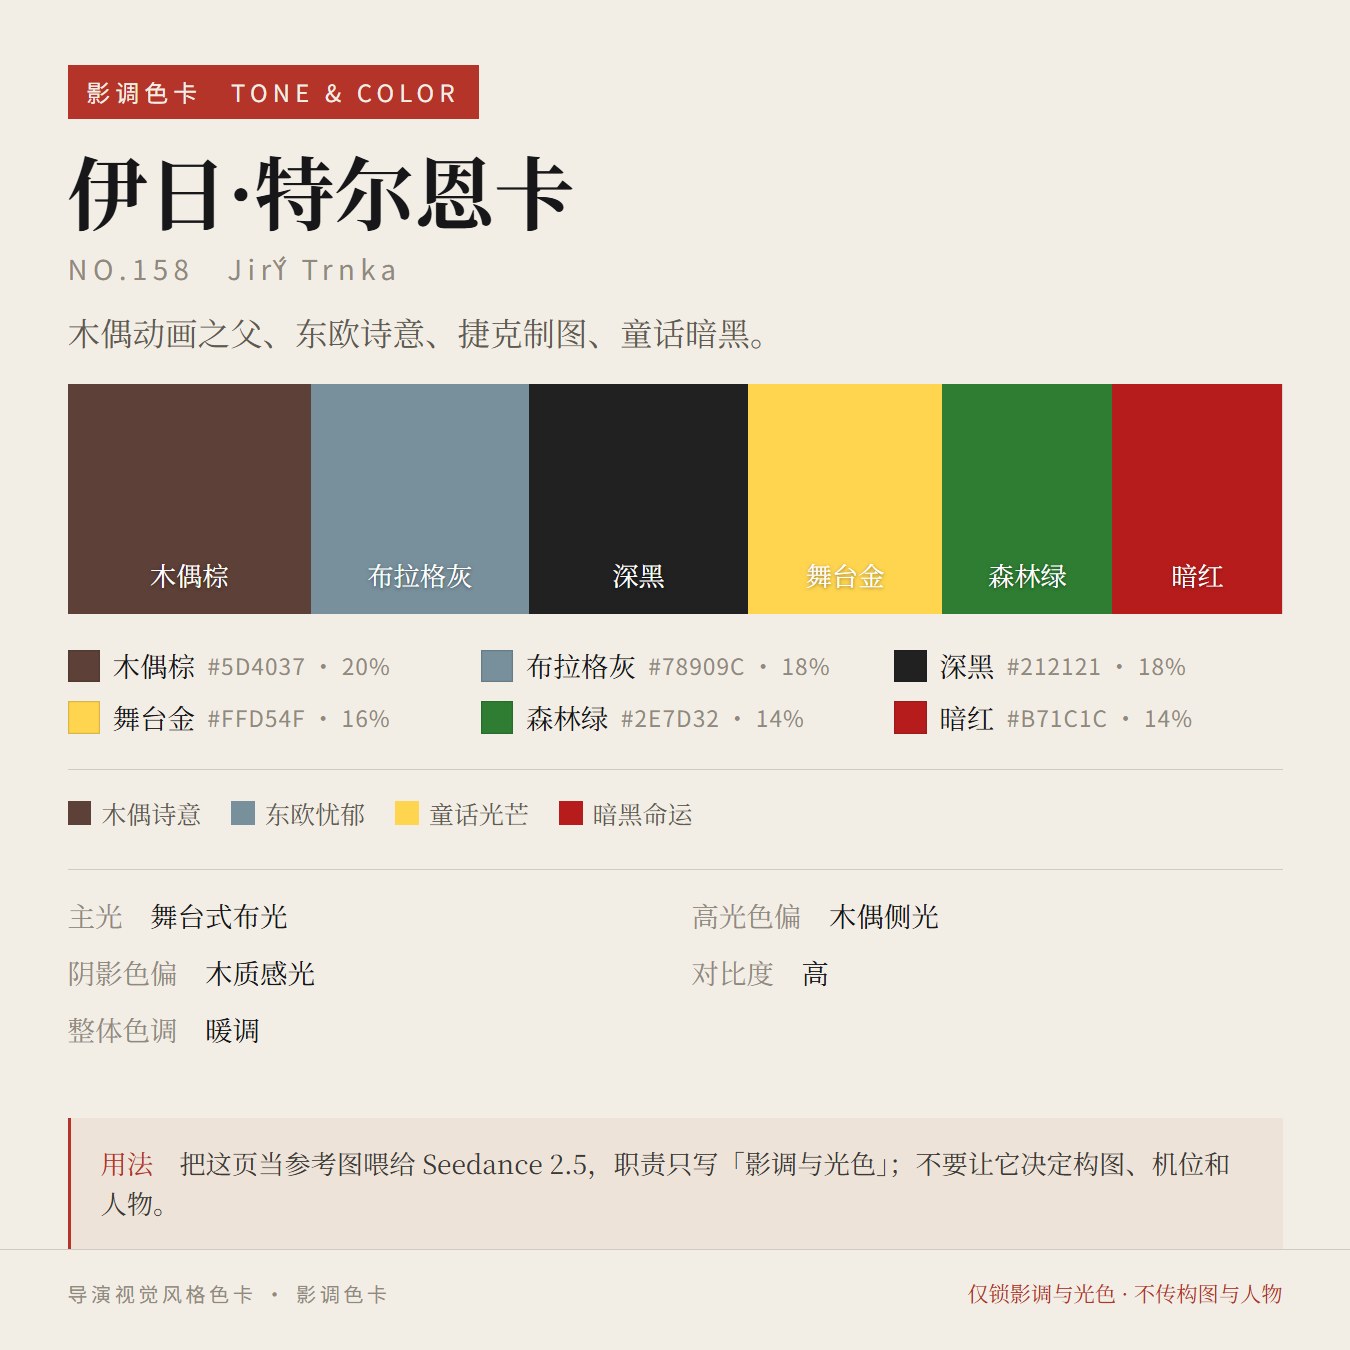 影调色卡 TONE & COLOR
伊日·特尔恩卡
NO.158 JirÝ́ Trnka
木偶动画之父、东欧诗意、捷克制图、童话暗黑。
木偶棕 布拉格灰 深黑 舞台金 森林绿 暗红
木偶棕 #5D4037 · 20% 布拉格灰 #78909C · 18% 深黑 #212121 · 18%
舞台金 #FFD54F · 16% 森林绿 #2E7D32 · 14% 暗红 #B71C1C · 14%
木偶诗意 东欧忧郁 童话光芒 暗黑命运
主光 舞台式布光 高光色偏 木偶侧光
阴影色偏 木质感光 对比度 高
整体色调 暖调
用法 把这页当参考图喂给 Seedance 2.5，职责只写「影调与光色」；不要让它决定构图、机位和
人物。
导演视觉风格色卡 · 影调色卡 仅锁影调与光色 · 不传构图与人物